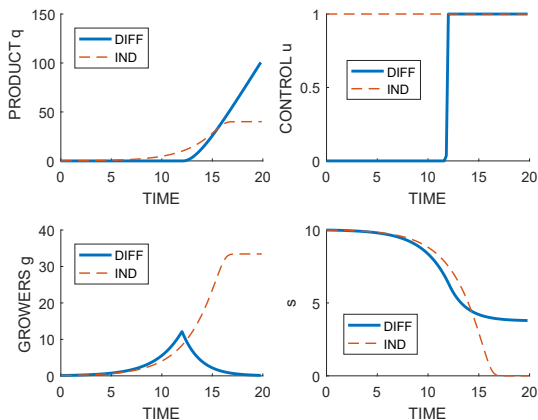 PRODUCT q
150
100
50
0
DIFF
IND
0 5 10 15 20
TIME
CONTROL u
1
0.5
0
DIFF
IND
0 5 10 15 20
TIME
GROWERS g
40
30
20
10
0
DIFF
IND
0 5 10 15 20
TIME
s
10
5
0
DIFF
IND
0 5 10 15 20
TIME